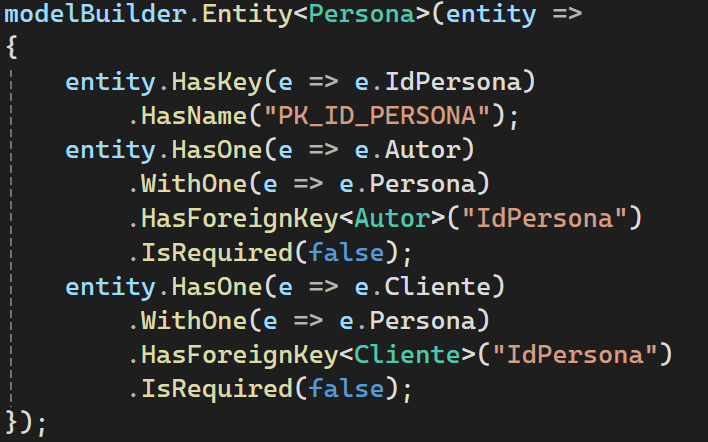 modelBuilder.Entity<Persona>(entity =>
{
    entity.HasKey(e => e.IdPersona)
        .HasName("PK_ID_PERSONA");
    entity.HasOne(e => e.Autor)
        .WithOne(e => e.Persona)
        .HasForeignKey<Autor>("IdPersona")
        .IsRequired(false);
    entity.HasOne(e => e.Cliente)
        .WithOne(e => e.Persona)
        .HasForeignKey<Cliente>("IdPersona")
        .IsRequired(false);
});